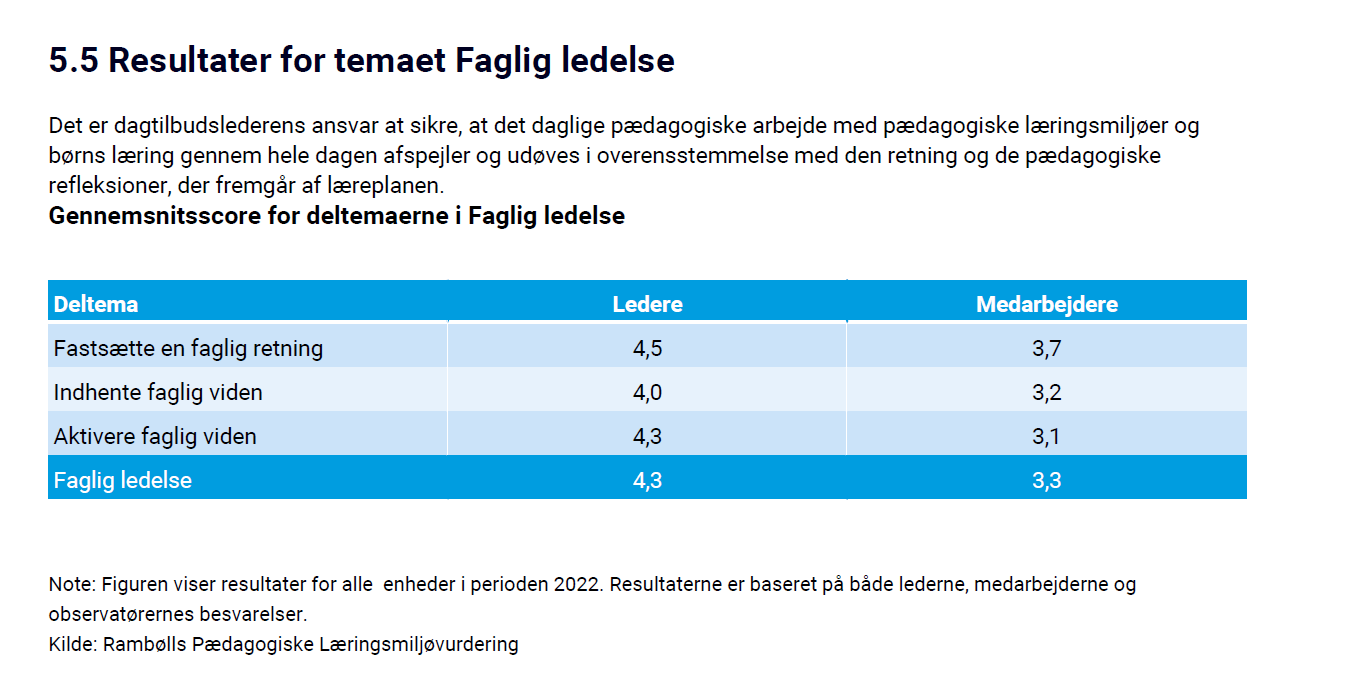 5.5 Resultater for temaet Faglig ledelse
Det er dagtilbudslederens ansvar at sikre, at det daglige pædagogiske arbejde med pædagogiske læringsmiljøer og
børns læring gennem hele dagen afspejler og udøves i overensstemmelse med den retning og de pædagogiske
refleksioner, der fremgår af læreplanen.
Gennemsnitsscore for deltemaerne i Faglig ledelse
Deltema Ledere Medarbejdere
Fastsætte en faglig retning 4,5 3,7
Indhente faglig viden 4,0 3,2
Aktivere faglig viden 4,3 3,1
Faglig ledelse 4,3 3,3
Note: Figuren viser resultater for alle  enheder i perioden 2022. Resultaterne er baseret på både lederne, medarbejderne og
observatørernes besvarelser.
Kilde: Rambølls Pædagogiske Læringsmiljøvurdering